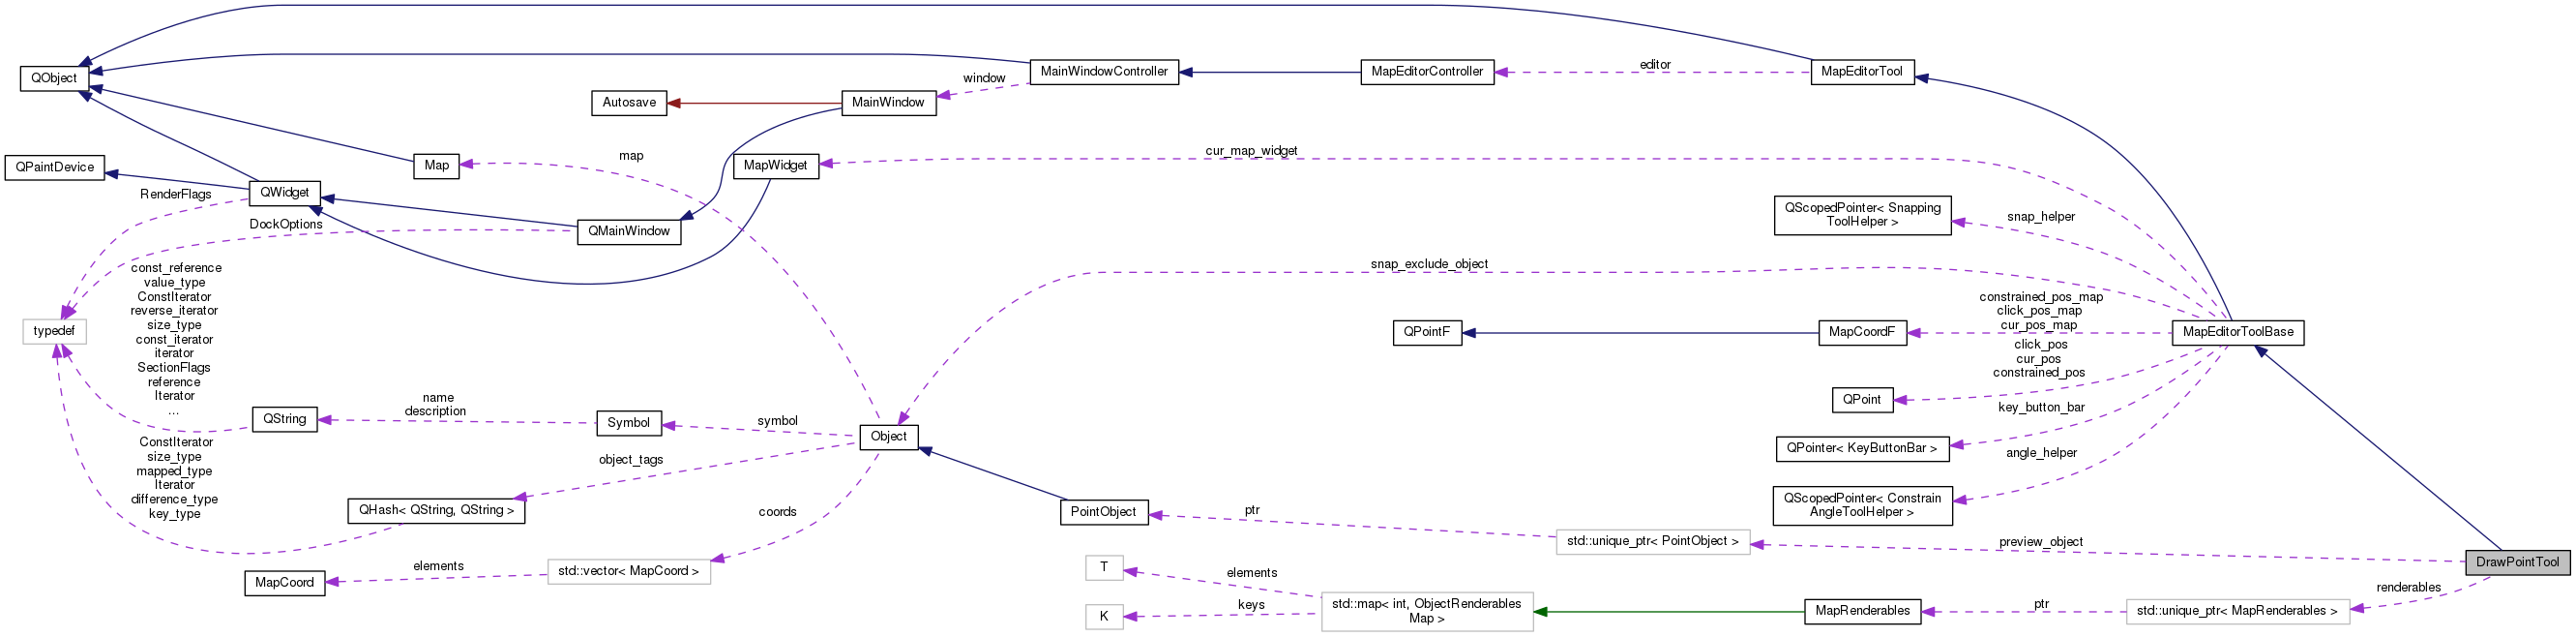 QObject
MainWindowController
MapEditorController
editor
MapEditorTool
window
Autosave
MainWindow
map
cur_map_widget
QPaintDevice
Map
MapWidget
RenderFlags
QWidget
DockOptions
QMainWindow
QScopedPointer< Snapping
ToolHelper >
snap_helper
const_reference
value_type
ConstIterator
reverse_iterator
size_type
const_iterator
iterator
SectionFlags
reference
Iterator
...
snap_exclude_object
typedef
QPointF
MapCoordF
constrained_pos_map
click_pos_map
cur_pos_map
MapEditorToolBase
click_pos
cur_pos
constrained_pos
QPoint
QString
name
description
Symbol
symbol
Object
key_button_bar
QPointer< KeyButtonBar >
ConstIterator
size_type
mapped_type
Iterator
difference_type
key_type
object_tags
QHash< QString, QString >
angle_helper
QScopedPointer< Constrain
AngleToolHelper >
coords
PointObject
ptr
std::unique_ptr< PointObject >
preview_object
DrawPointTool
MapCoord
elements
std::vector< MapCoord >
T
elements
K
keys
std::map< int, ObjectRenderables
Map >
MapRenderables
ptr
std::unique_ptr< MapRenderables >
renderables